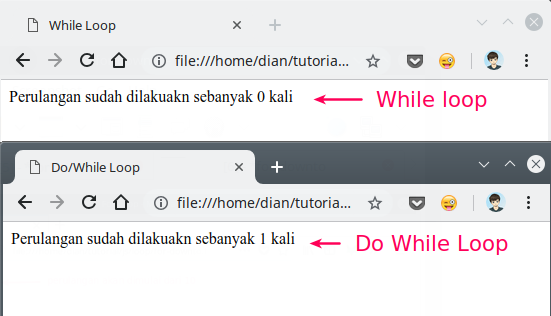 While Loop
file:///home/dian/tutoria...
Perulangan sudah dilakuakn sebanyak 0 kali
While loop
Do/While Loop
file:///home/dian/tutoria...
Perulangan sudah dilakuakn sebanyak 1 kali
Do While Loop